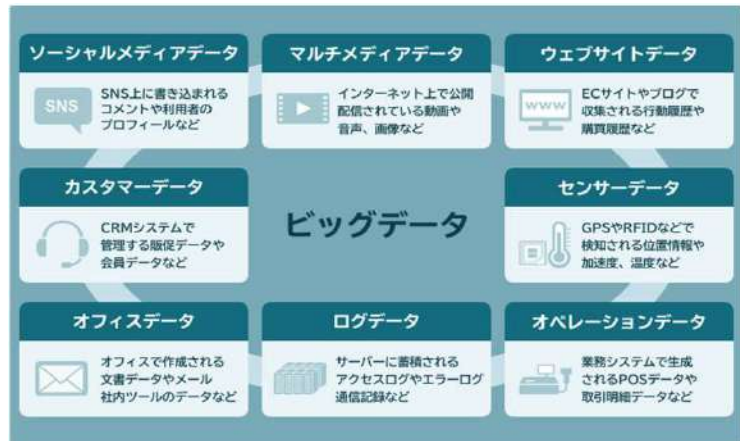 ソーシャルメディアデータ
SNS
SNS上に書き込まれる
コメントや利用者の
プロフィールなど
マルチメディアデータ
インターネット上で公開
配信されている動画や
音声、画像など
ウェブサイトデータ
www
ECサイトやブログで
収集される行動履歴や
購買履歴など
カスタマーデータ
CRMシステムで
管理する販促データや
会員データなど
ビッグデータ
センサーデータ
GPSやRFIDなどで
検知される位置情報や
加速度、温度など
オフィスデータ
オフィスで作成される
文書データやメール
社内ツールのデータなど
ログデータ
サーバーに蓄積される
アクセスログやエラーログ
通信記録など
オペレーションデータ
業務システムで生成
されるPOSデータや
取引明細データなど